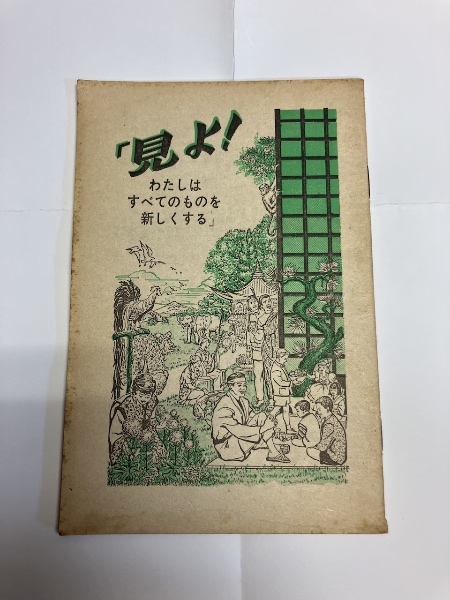 「見よ!
わたしは
すべてのものを
新しくする」